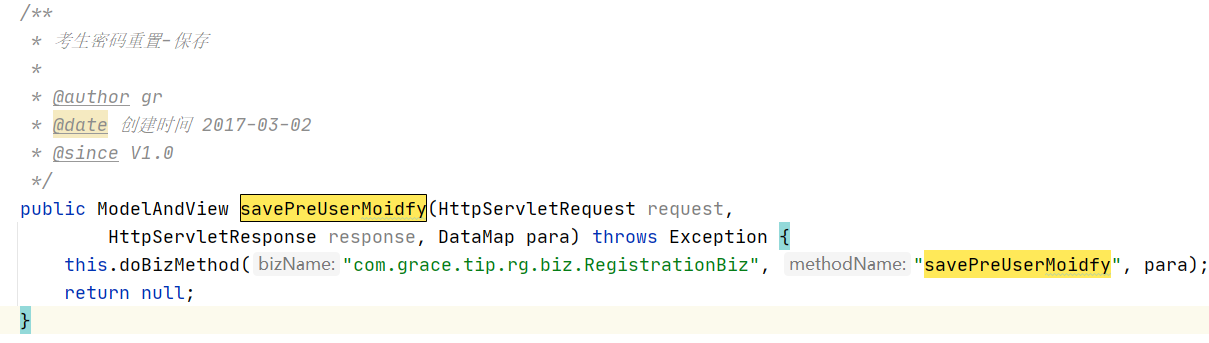 /**
 * 考生密码重置-保存
 *
 * @author gr
 * @date 创建时间 2017-03-02
 * @since V1.0
 */
public ModelAndView savePreUserMoidfy(HttpServletRequest request,
        HttpServletResponse response, DataMap para) throws Exception {
    this.doBizMethod( bizName: "com.grace.tip.rg.biz.RegistrationBiz", methodName: "savePreUserMoidfy", para);
    return null;
}